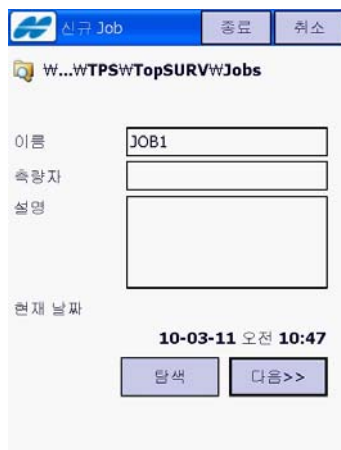 신규 Job 종료 취소
₩...₩TPS₩TopSURV₩Jobs
이름 JOB1
측량자
설명
현재 날짜
10-03-11 오전 10:47
탐색 다음>>